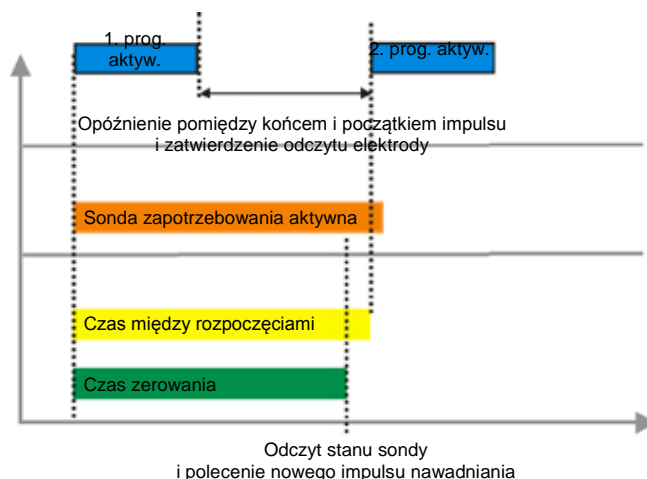 1. prog.
aktyw.
2. prog. aktyw.
Opóźnienie pomiędzy końcem i początkiem impulsu
i zatwierdzenie odczytu elektrody
Sonda zapotrzebowania aktywna
Czas między rozpoczęciami
Czas zerowania
Odczyt stanu sondy
i polecenie nowego impulsu nawadniania